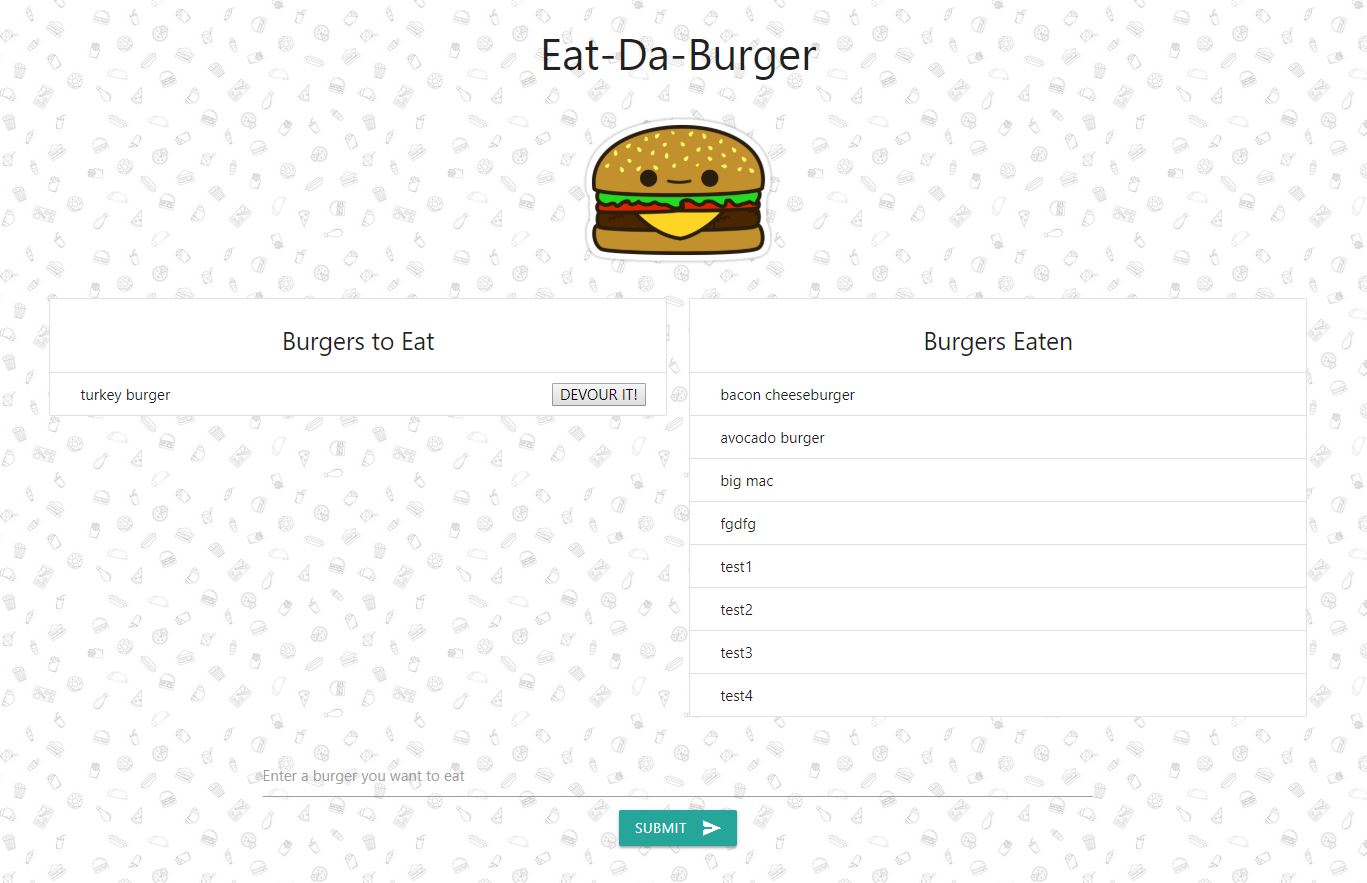 Eat-Da-Burger
Burgers to Eat
turkey burger DEVOUR IT!
Burgers Eaten
bacon cheeseburger
avocado burger
big mac
fgdfg
test1
test2
test3
test4
Enter a burger you want to eat
SUBMIT